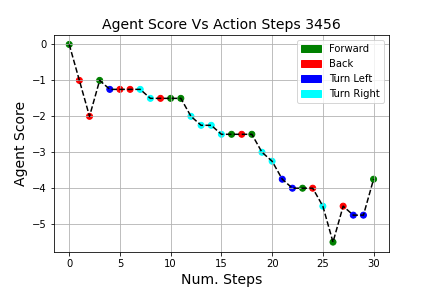 Agent Score Vs Action Steps 3456
Forward
Back
Turn Left
Turn Right
0
−1
−2
−3
−4
−5
Agent Score
0 5 10 15 20 25 30
Num. Steps